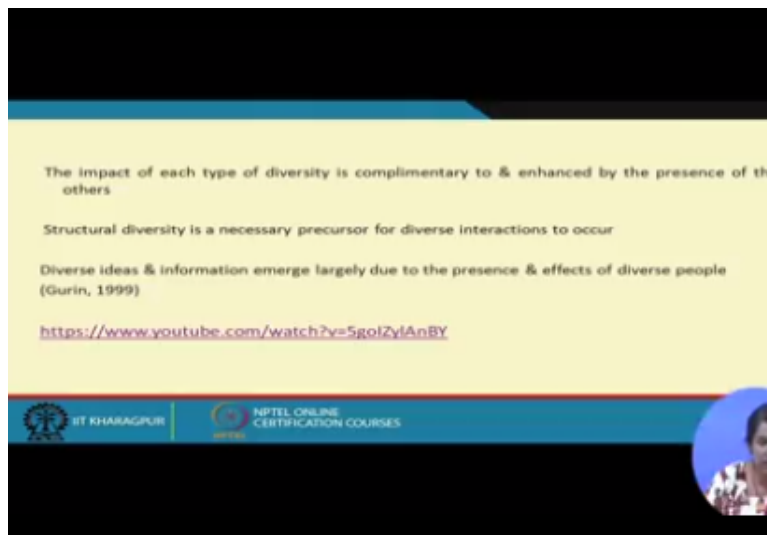 The impact of each type of diversity is complimentary to & enhanced by the presence of th
others
Structural diversity is a necessary precursor for diverse interactions to occur
Diverse ideas & information emerge largely due to the presence & effects of diverse people
(Gurin, 1999)
https://www.youtube.com/watch?v=5goIZylAnBY
IIT KHARAGPUR
NPTEL ONLINE
CERTIFICATION COURSES
NPTEL